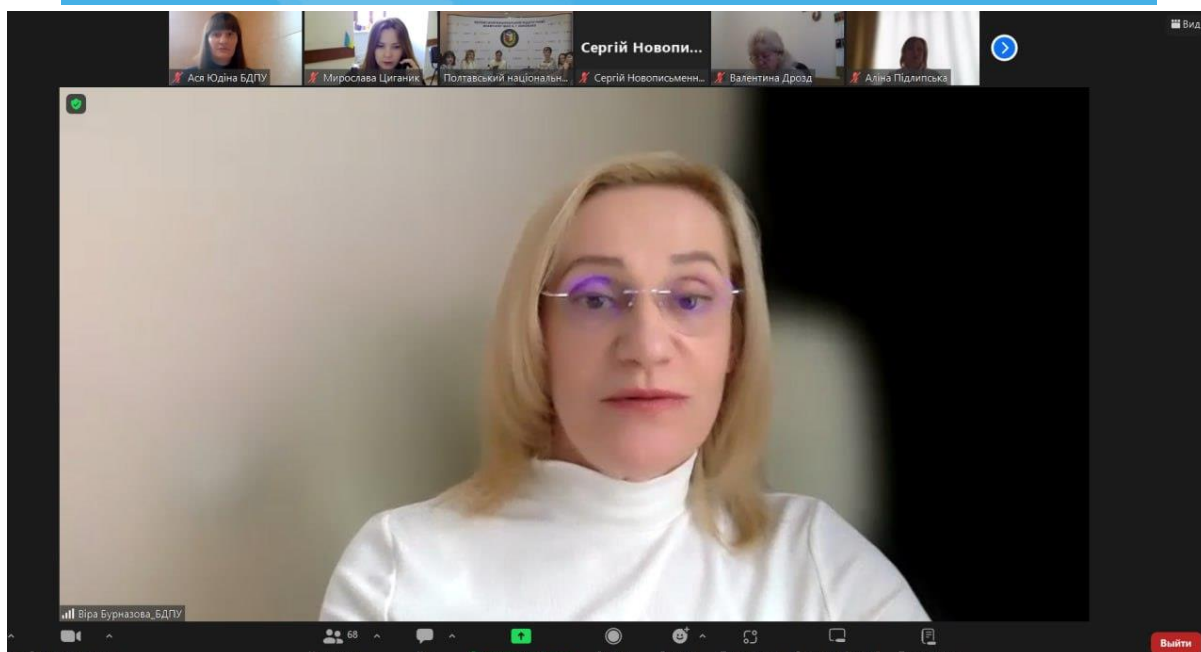 Сергій Новопи...
Вид
Ася Юдіна БДПУ
Мирослава Циганик
Полтавський національн...
Сергій Новописьменн...
Валентина Дрозд
Аліна Підлипська
Віра Бурназова_БДПУ
68
Выйти